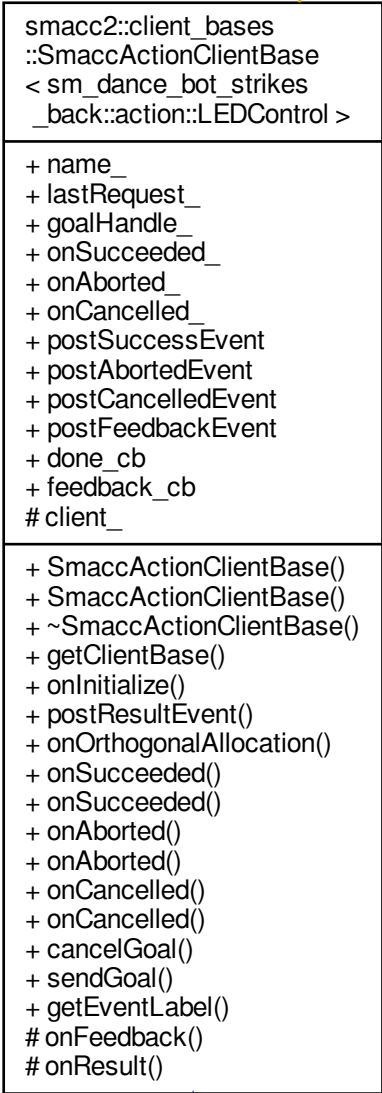 smacc2::client_bases
::SmaccActionClientBase
< sm_dance_bot_strikes
_back::action::LEDControl >
+ name_
+ lastRequest_
+ goalHandle_
+ onSucceeded_
+ onAborted_
+ onCancelled_
+ postSuccessEvent
+ postAbortedEvent
+ postCancelledEvent
+ postFeedbackEvent
+ done_cb
+ feedback_cb
# client_
+ SmaccActionClientBase()
+ SmaccActionClientBase()
+ ~SmaccActionClientBase()
+ getClientBase()
+ onInitialize()
+ postResultEvent()
+ onOrthogonalAllocation()
+ onSucceeded()
+ onSucceeded()
+ onAborted()
+ onAborted()
+ onCancelled()
+ onCancelled()
+ cancelGoal()
+ sendGoal()
+ getEventLabel()
# onFeedback()
# onResult()